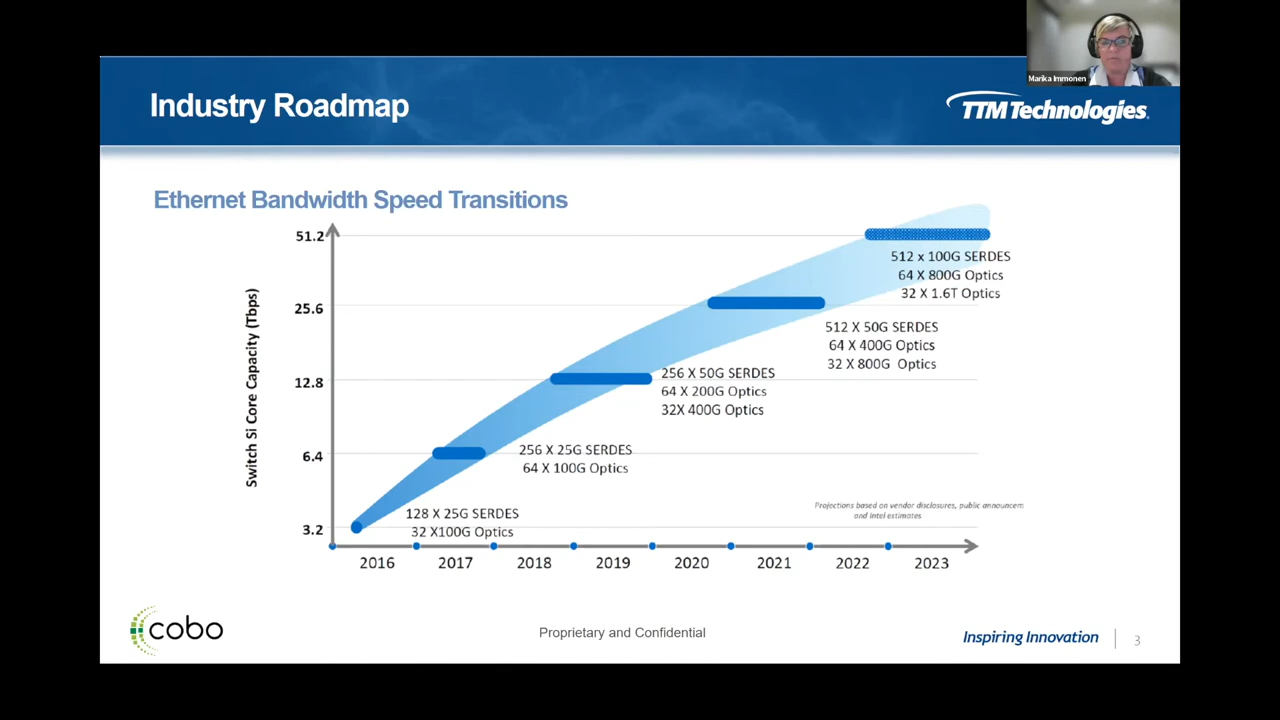 Marika Immonen
Industry Roadmap
TTM Technologies
Ethernet Bandwidth Speed Transitions
Switch Si Core Capacity (Tbps)
51.2
25.6
12.8
6.4
3.2
512 x 100G SERDES
64 X 800G Optics
32 X 1.6T Optics
512 X 50G SERDES
64 X 400G Optics
32 X 800G Optics
256 X 50G SERDES
64 X 200G Optics
32X 400G Optics
256 X 25G SERDES
64 X 100G Optics
128 X 25G SERDES
32 X100G Optics
Projections based on vendor disclosures, public announcem
and Intel estimates
2016 2017 2018 2019 2020 2021 2022 2023
cobo
Proprietary and Confidential
Inspiring Innovation
3